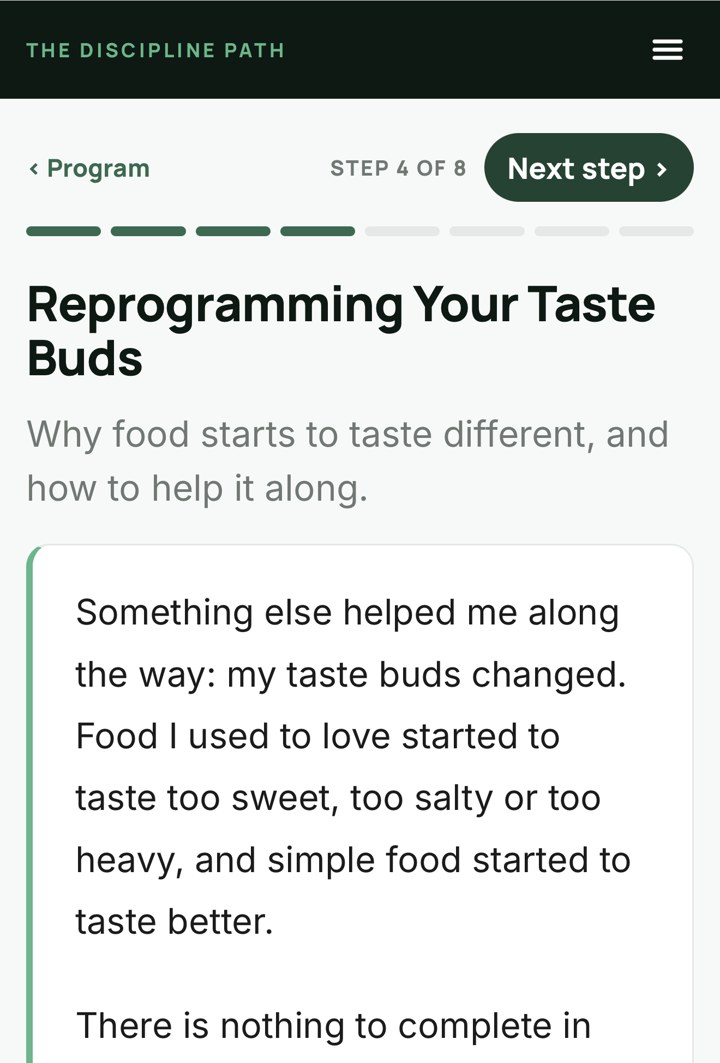 THE DISCIPLINE PATH
‹ Program
STEP 4 OF 8
Next step ›
Reprogramming Your Taste
Buds
Why food starts to taste different, and
how to help it along.
Something else helped me along
the way: my taste buds changed.
Food I used to love started to
taste too sweet, too salty or too
heavy, and simple food started to
taste better.
There is nothing to complete in